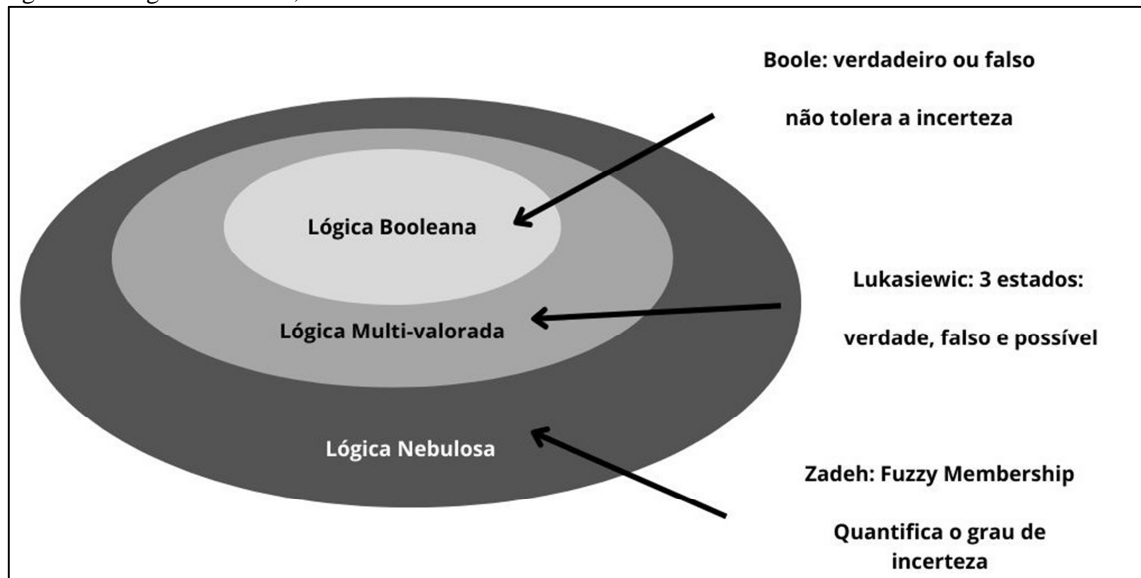 Boole: verdadeiro ou falso
não tolera a incerteza
Lógica Booleana
Lukasiewic: 3 estados:
verdade, falso e possível
Lógica Multi-valorada
Lógica Nebulosa
Zadeh: Fuzzy Membership
Quantifica o grau de
incerteza